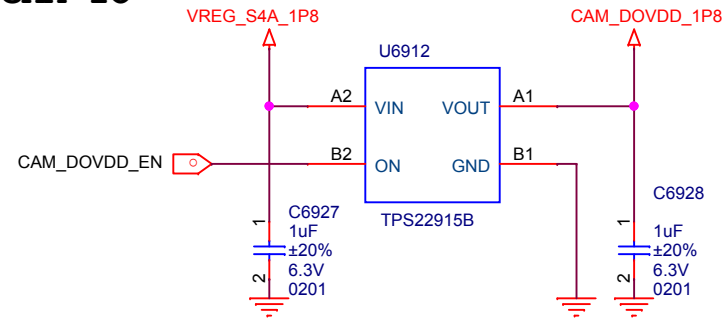 VREG_S4A_1P8
CAM_DOVDD_1P8
U6912
A2
VIN
VOUT
A1
CAM_DOVDD_EN
B2
ON
GND
B1
TPS22915B
1
C6927
1uF
±20%
6.3V
0201
2
C6928
1
1uF
±20%
6.3V
0201
2